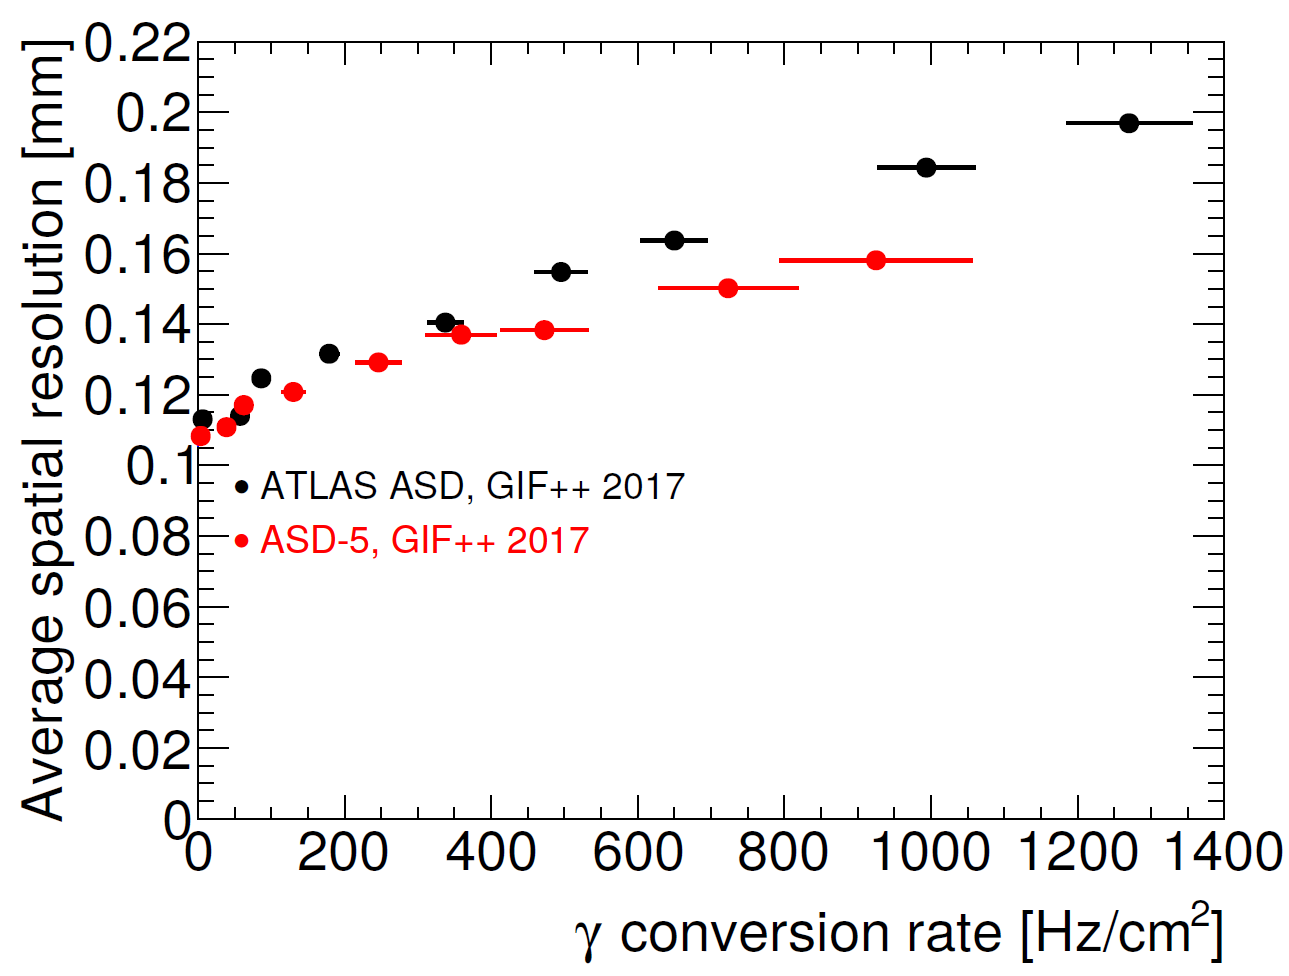 Average spatial resolution [mm]
0.22
0.2
0.18
0.16
0.14
0.12
0.1
0.08
0.06
0.04
0.02
0
ATLAS ASD, GIF++ 2017
ASD-5, GIF++ 2017
0 200 400 600 800 1000 1200 1400
γ conversion rate [Hz/cm²]